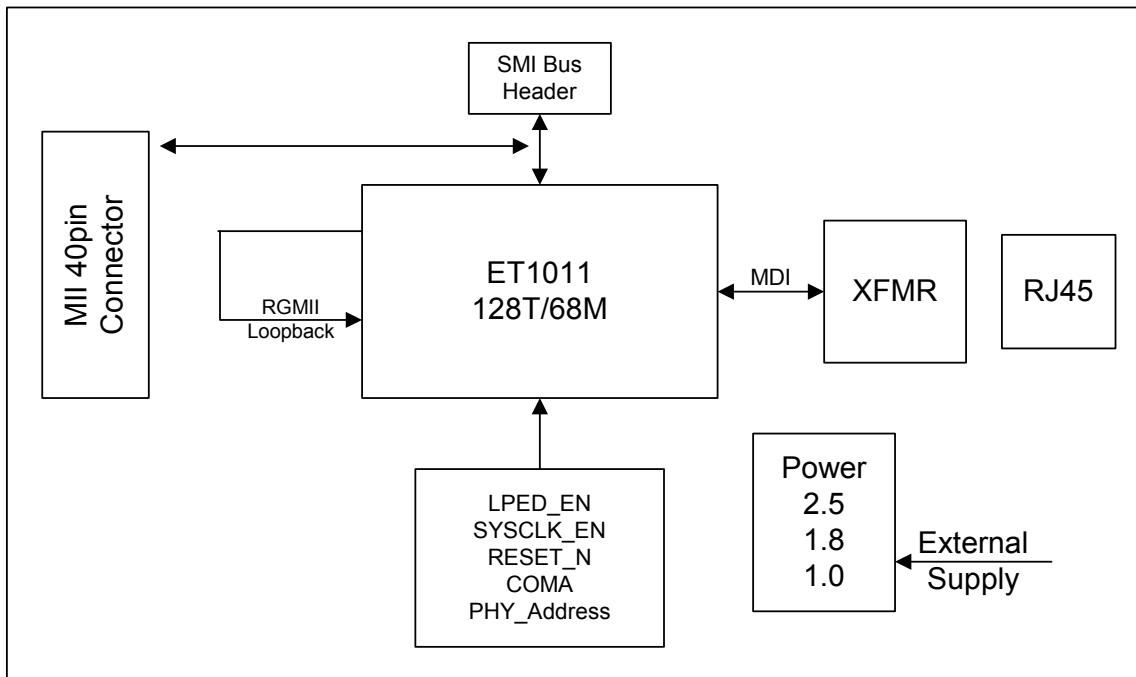 SMI Bus
Header
MII 40pin
Connector
ET1011
128T/68M
RGMII
Loopback
MDI
XFMR
RJ45
LPED_EN
SYSCLK_EN
RESET_N
COMA
PHY_Address
Power
2.5
1.8
1.0
External
Supply